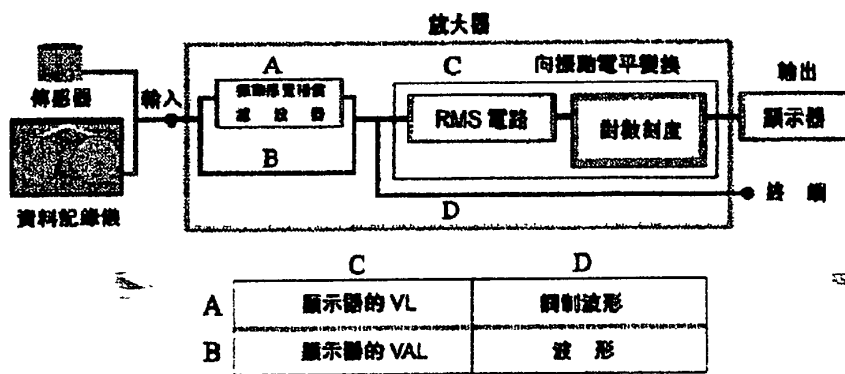 放大器
A
C
向振動電平變換
輸出
傳感器
輸入
振動感覺補償
濾波器
RMS 電路
對數刻度
顯示器
B
資料記錄儀
D
終端
C
D
A
顯示器的 VL
調制波形
B
顯示器的 VAL
波形